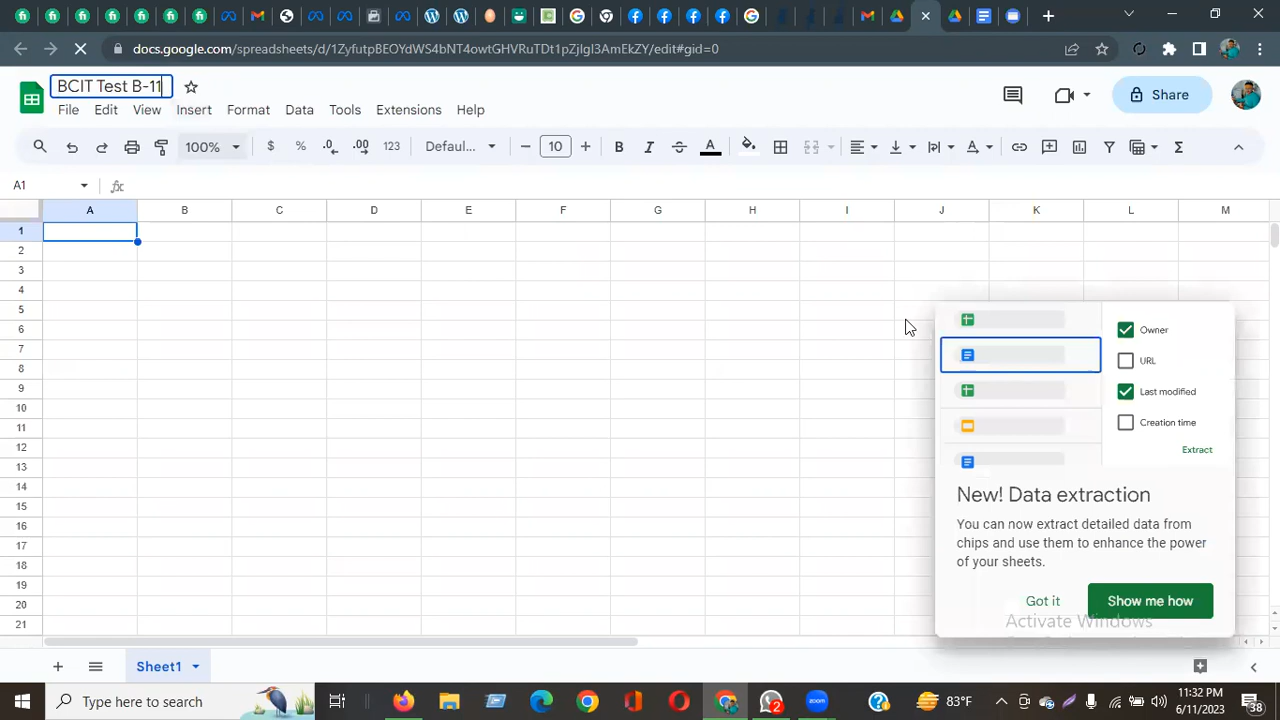 docs.google.com/spreadsheets/d/1ZyfutpBEOYdWS4bNT4owtGHVRuTDt1pZjlgI3AmEkZY/edit#gid=0
BCIT Test B-11
File Edit View Insert Format Data Tools Extensions Help
Share
100% $ % .0 .00 123 Defaul... 10 B I S A
A1 fx
A B C D E F G H I J K L M
1
2
3
4
5
6
7
8
9
10
11
12
13
14
15
16
17
18
19
20
21
Owner
URL
Last modified
Creation time
Extract
New! Data extraction
You can now extract detailed data from
chips and use them to enhance the power
of your sheets.
Got it Show me how
Activate Windows
Sheet1
Type here to search
2
83°F
11:32 PM
6/11/2023
38